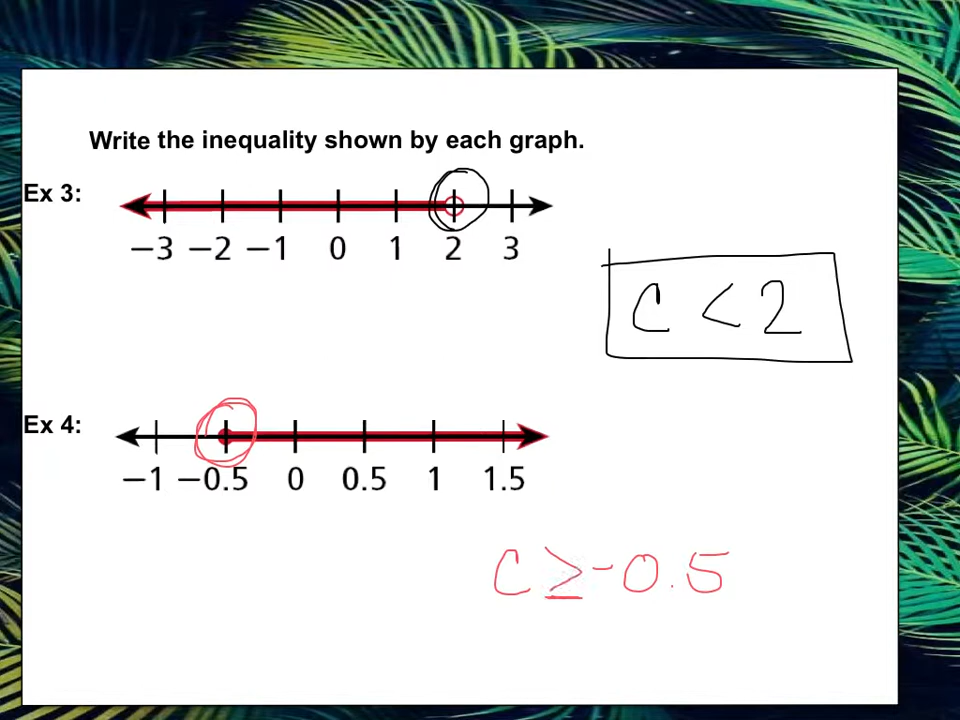 Write the inequality shown by each graph.
Ex 3:
−3 −2 −1 0 1 2 3
c < 2
Ex 4:
−1 −0.5 0 0.5 1 1.5
c ≥ -0.5